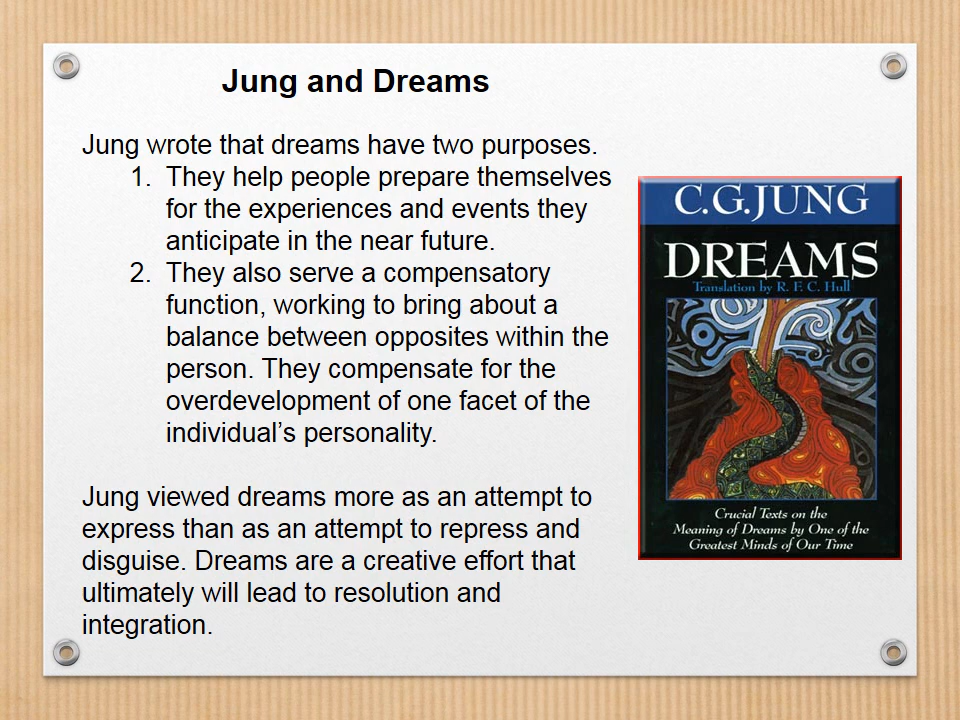 Jung and Dreams
Jung wrote that dreams have two purposes.
1. They help people prepare themselves
for the experiences and events they
anticipate in the near future.
2. They also serve a compensatory
function, working to bring about a
balance between opposites within the
person. They compensate for the
overdevelopment of one facet of the
individual’s personality.
Jung viewed dreams more as an attempt to
express than as an attempt to repress and
disguise. Dreams are a creative effort that
ultimately will lead to resolution and
integration.
C.G.JUNG
DREAMS
Translation by R. F. C. Hull
Crucial Texts on the
Meaning of Dreams by One of the
Greatest Minds of Our Time